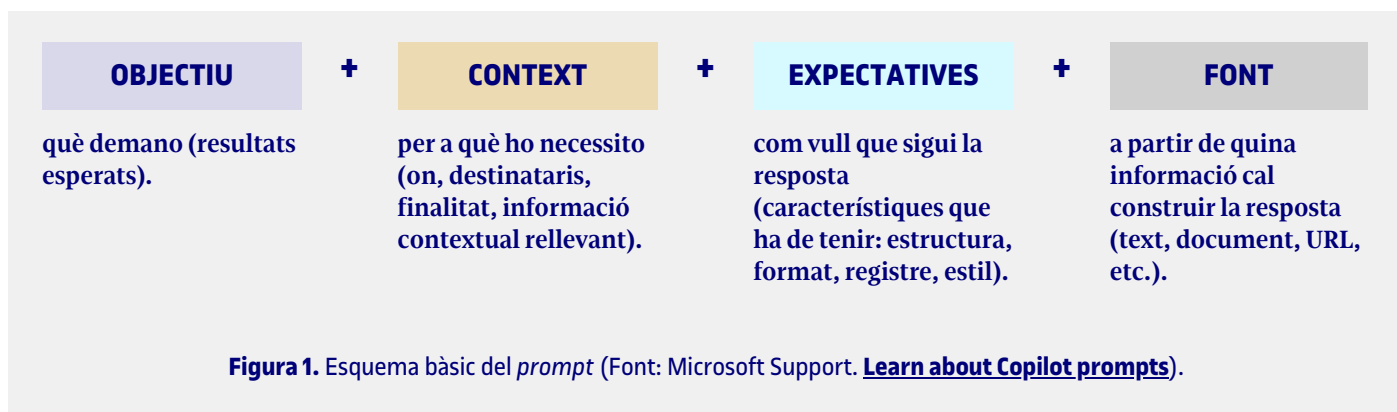 OBJECTIU + CONTEXT + EXPECTATIVES + FONT
què demano (resultats
esperats).
per a què ho necessito
(on, destinataris,
finalitat, informació
contextual rellevant).
com vull que sigui la
resposta
(característiques que
ha de tenir: estructura,
format, registre, estil).
a partir de quina
informació cal
construir la resposta
(text, document, URL,
etc.).
Figura 1. Esquema bàsic del prompt (Font: Microsoft Support. Learn about Copilot prompts).